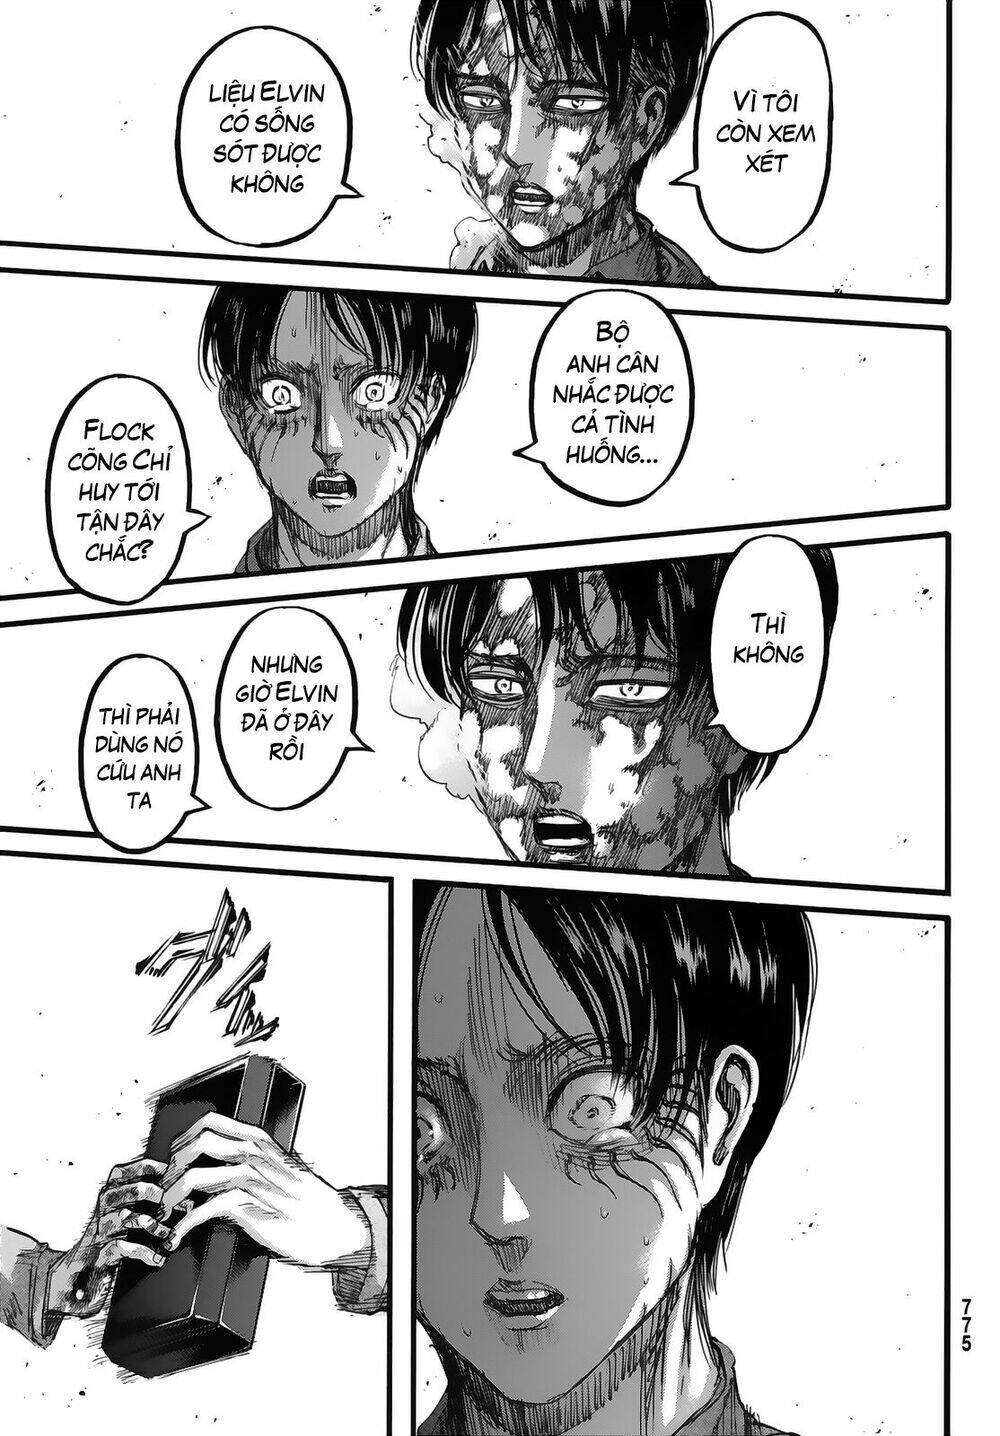 VÌ TÔI
CÒN XEM
XÉT
LIỆU ELVIN
CÓ SỐNG
SÓT ĐƯỢC
KHÔNG
BỘ
ANH CÂN
NHẮC ĐƯỢC
CẢ TÌNH
HUỐNG...
FLOCK
CÕNG CHỈ
HUY TỚI
TẬN ĐÂY
CHẮC?
THÌ
KHÔNG
NHƯNG
GIỜ ELVIN
ĐÃ Ở ĐÂY
RỒI
THÌ PHẢI
DÙNG NÓ
CỨU ANH
TA
グイ
775